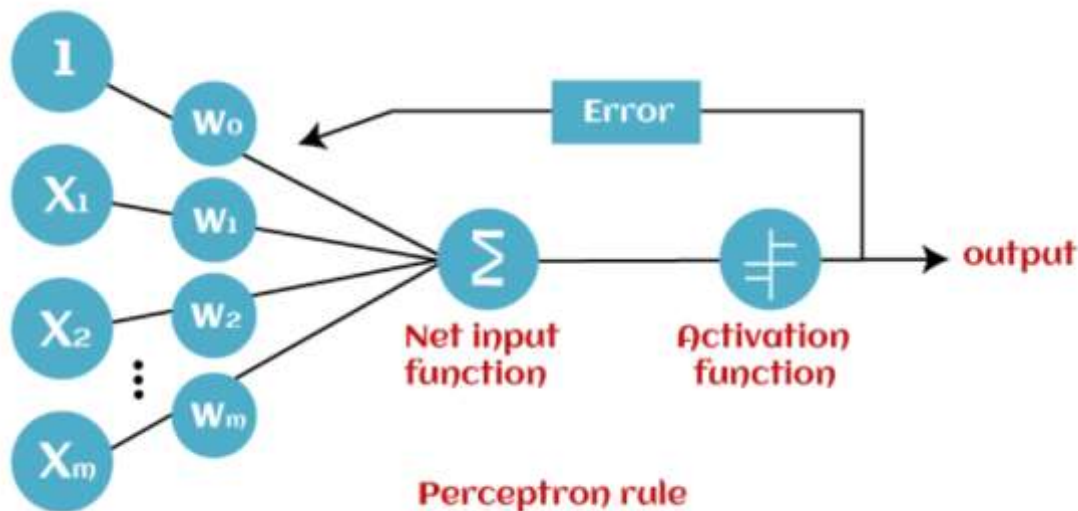 1
W0
Error
X1
W1
Σ
output
X2
W2
Net input
function
Activation
function
Xm
Wm
Perceptron rule